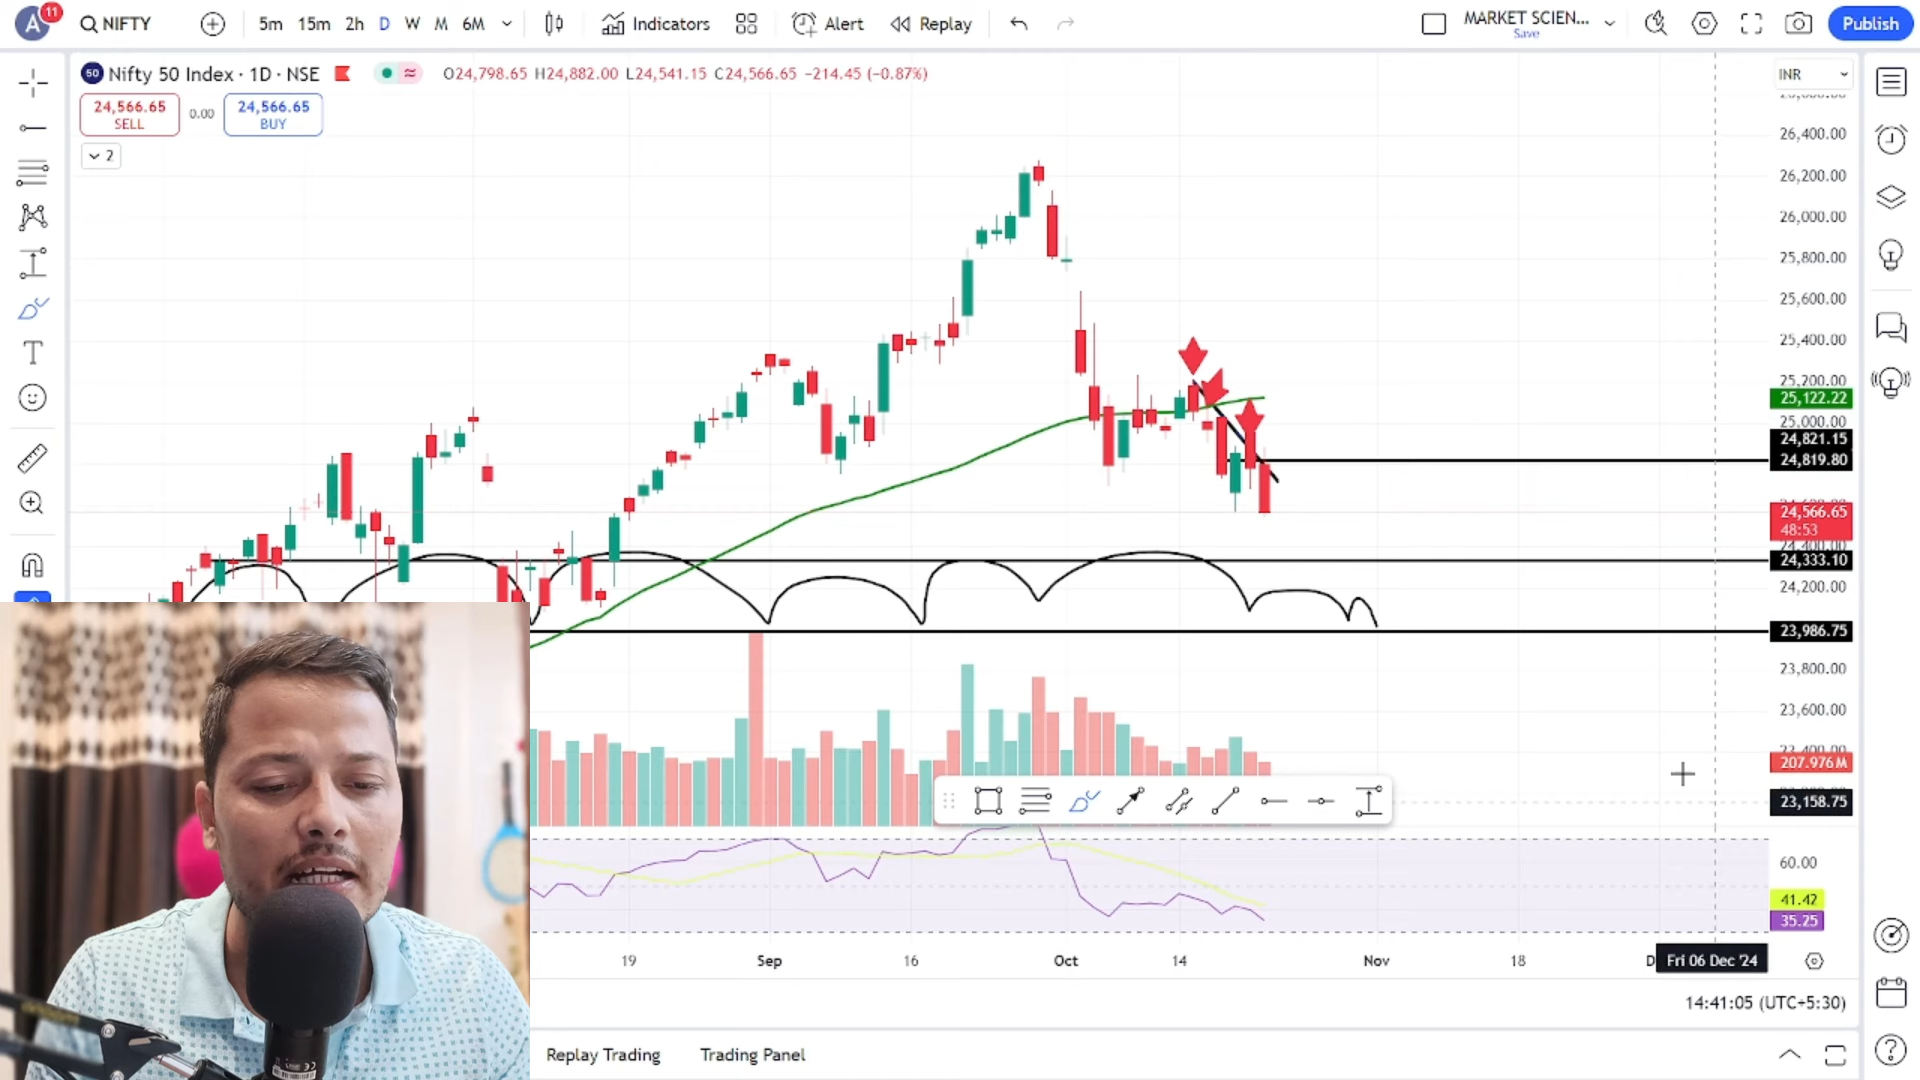 A
11
NIFTY
5m 15m 2h D W M 6M
Indicators
Alert
Replay
MARKET SCIEN...
Save
Publish
50 Nifty 50 Index · 1D · NSE
O24,798.65 H24,882.00 L24,541.15 C24,566.65 −214.45 (−0.87%)
INR
24,566.65
SELL
0.00
24,566.65
BUY
2
26,400.00
26,200.00
26,000.00
25,800.00
25,600.00
25,400.00
25,200.00
25,122.22
25,000.00
24,821.15
24,819.80
24,566.65
48:53
24,333.10
24,200.00
23,986.75
23,800.00
23,600.00
23,400.00
207.976M
23,158.75
60.00
41.42
35.25
19 Sep 16 Oct 14 Nov 18 D Fri 06 Dec '24
14:41:05 (UTC+5:30)
Replay Trading Trading Panel